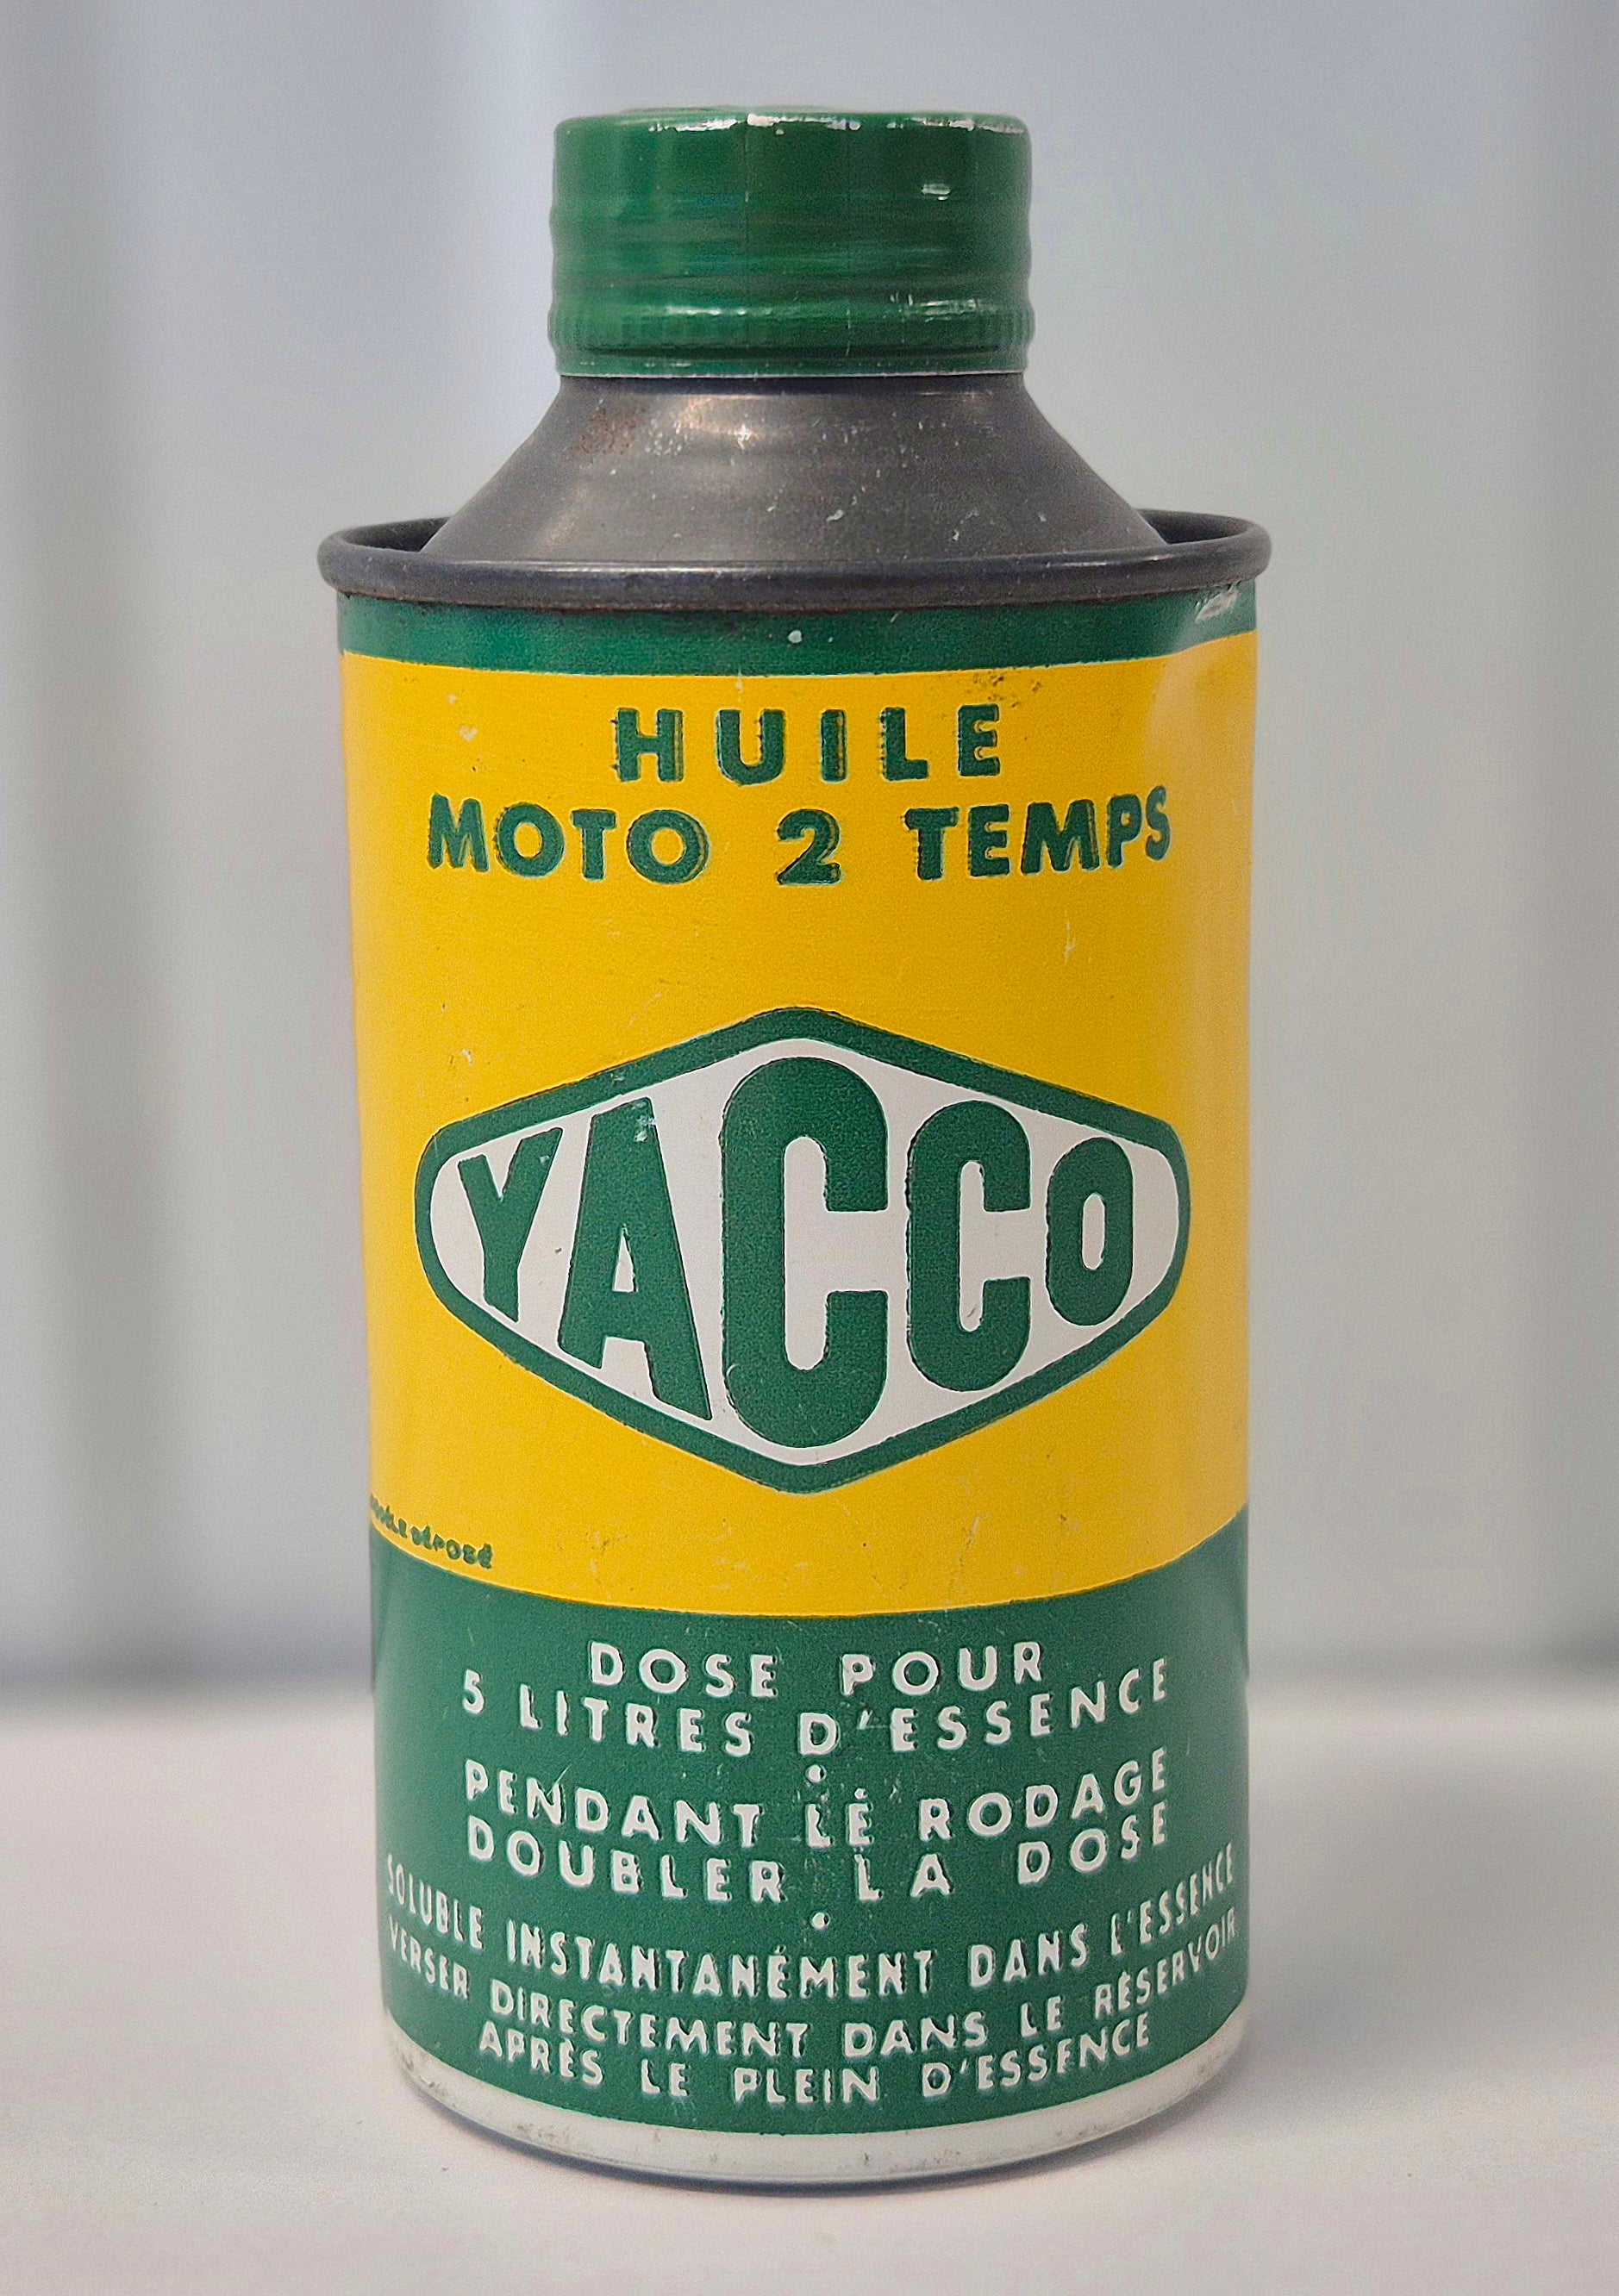 HUILE
MOTO 2 TEMPS
YACCO
DÉPOSÉ
DOSE POUR
5 LITRES D'ESSENCE
PENDANT LE RODAGE
DOUBLER LA DOSE
SOLUBLE INSTANTANÉMENT DANS L'ESSENCE
VERSER DIRECTEMENT DANS LE RÉSERVOIR
APRÈS LE PLEIN D'ESSENCE